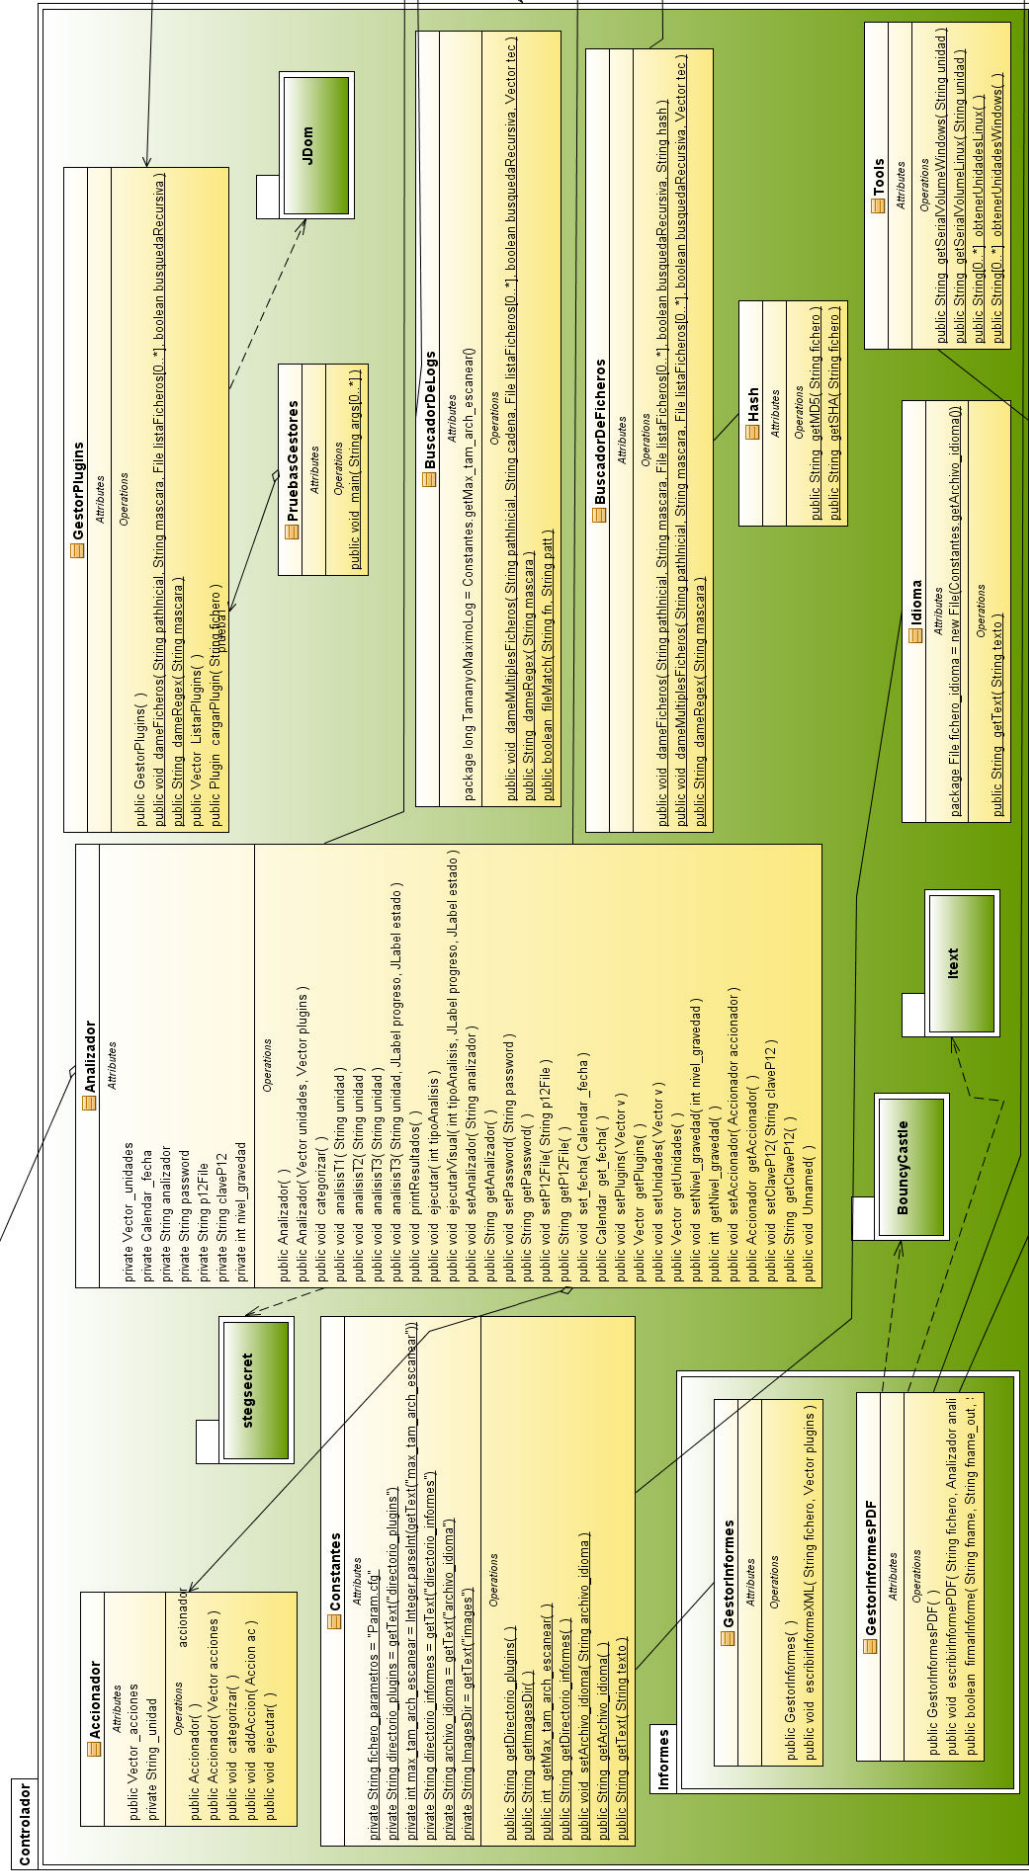 Controlador
Accionador
Attributes
public Vector _acciones
private String _unidad
Operations
accionador
public Accionador( )
public Accionador( Vector acciones )
public void categorizar( )
public void addAccion( Accion ac )
public void ejecutar( )
stegsecret
Analizador
Attributes
private Vector _unidades
private Calendar _fecha
private String analizador
private String password
private String p12File
private String claveP12
private int nivel_gravedad
Operations
public Analizador( )
public Analizador( Vector unidades, Vector plugins )
public void categorizar( )
public void analisisT1( String unidad )
public void analisisT2( String unidad )
public void analisisT3( String unidad )
public void analisisT3( String unidad, JLabel progreso, JLabel estado )
public void printResultados( )
public void ejecutar( int tipoAnalisis )
public void ejecutarVisual( int tipoAnalisis, JLabel progreso, JLabel estado )
public void setAnalizador( String analizador )
public String getAnalizador( )
public void setPassword( String password )
public String getPassword( )
public void setP12File( String p12File )
public String getP12File( )
public void set_fecha( Calendar _fecha )
public Calendar get_fecha( )
public void setPlugins( Vector v )
public Vector getPlugins( )
public void setUnidades( Vector v )
public Vector getUnidades( )
public void setNivel_gravedad( int nivel_gravedad )
public int getNivel_gravedad( )
public void setAccionador( Accionador accionador )
public Accionador getAccionador( )
public void setClaveP12( String claveP12 )
public String getClaveP12( )
public void Unnamed( )
GestorPlugins
Attributes
Operations
public GestorPlugins( )
public void dameFicheros( String pathInicial, String mascara, File listaFicheros[0..*], boolean busquedaRecursiva )
public String dameRegex( String mascara )
public Vector ListarPlugins( )
public Plugin cargarPlugin( String fichero )
prueba1
JDom
PruebasGestores
Attributes
Operations
public void main( String args[0..*] )
Constantes
Attributes
private String fichero_parametros = "Param.cfg"
private String directorio_plugins = getText("directorio_plugins")
private int max_tam_arch_escanear = Integer.parseInt(getText("max_tam_arch_escanear"))
private String directorio_informes = getText("directorio_informes")
private String archivo_idioma = getText("archivo_idioma")
private String ImagesDir = getText("images")
Operations
public String getDirectorio_plugins( )
public String getImagesDir( )
public int getMax_tam_arch_escanear( )
public String getDirectorio_informes( )
public void setArchivo_idioma( String archivo_idioma )
public String getArchivo_idioma( )
public String getText( String texto )
BuscadorDeLogs
Attributes
package long TamanyoMaximoLog = Constantes.getMax_tam_arch_escanear()
Operations
public void dameMultiplesFicheros( String pathInicial, String cadena, File listaFicheros[0..*], boolean busquedaRecursiva, Vector tec )
public String dameRegex( String mascara )
public boolean fileMatch( String fn, String patt )
BuscadorDeFicheros
Attributes
Operations
public void dameFicheros( String pathInicial, String mascara, File listaFicheros[0..*], boolean busquedaRecursiva, String hash )
public void dameMultiplesFicheros( String pathInicial, String mascara, File listaFicheros[0..*], boolean busquedaRecursiva, Vector tec )
public String dameRegex( String mascara )
Hash
Attributes
Operations
public String getMD5( String fichero )
public String getSHA( String fichero )
Informes
GestorInformes
Attributes
Operations
public GestorInformes( )
public void escribirInformeXML( String fichero, Vector plugins )
GestorInformesPDF
Attributes
Operations
public GestorInformesPDF( )
public void escribirInformePDF( String fichero, Analizador anali
public boolean firmarInforme( String fname, String fname_out,
BouncyCastle
Itext
Idioma
Attributes
package File fichero_idioma = new File(Constantes.getArchivo_idioma())
Operations
public String getText( String texto )
Tools
Attributes
Operations
public String getSerialVolumeWindows( String unidad )
public String getSerialVolumeLinux( String unidad )
public String[0..*] obtenerUnidadesLinux( )
public String[0..*] obtenerUnidadesWindows( )